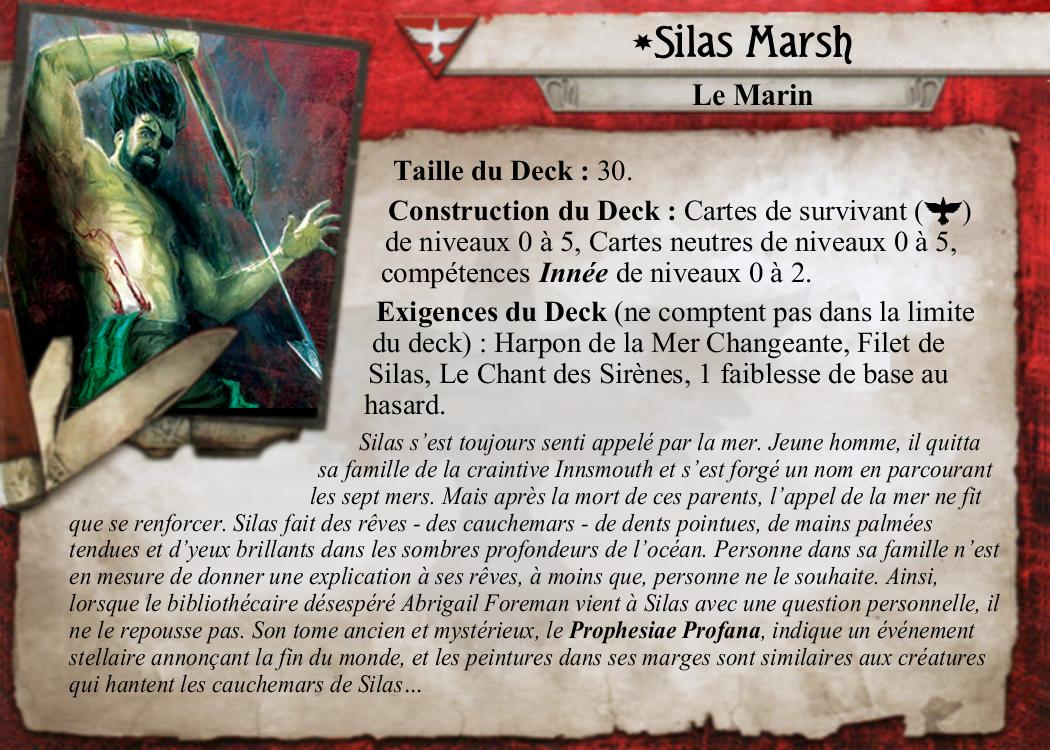 Silas Marsh
Le Marin
Taille du Deck : 30.
Construction du Deck : Cartes de survivant ( )
de niveaux 0 à 5, Cartes neutres de niveaux 0 à 5,
compétences Innée de niveaux 0 à 2.
Exigences du Deck (ne comptent pas dans la limite
du deck) : Harpon de la Mer Changeante, Filet de
Silas, Le Chant des Sirènes, 1 faiblesse de base au
hasard.
Silas s’est toujours senti appelé par la mer. Jeune homme, il quitta
sa famille de la craintive Innsmouth et s’est forgé un nom en parcourant
les sept mers. Mais après la mort de ces parents, l’appel de la mer ne fit
que se renforcer. Silas fait des rêves - des cauchemars - de dents pointues, de mains palmées
tendues et d’yeux brillants dans les sombres profondeurs de l’océan. Personne dans sa famille n’est
en mesure de donner une explication à ses rêves, à moins que, personne ne le souhaite. Ainsi,
lorsque le bibliothécaire désespéré Abrigail Foreman vient à Silas avec une question personnelle, il
ne le repousse pas. Son tome ancien et mystérieux, le Prophesiae Profana, indique un événement
stellaire annonçant la fin du monde, et les peintures dans ses marges sont similaires aux créatures
qui hantent les cauchemars de Silas…